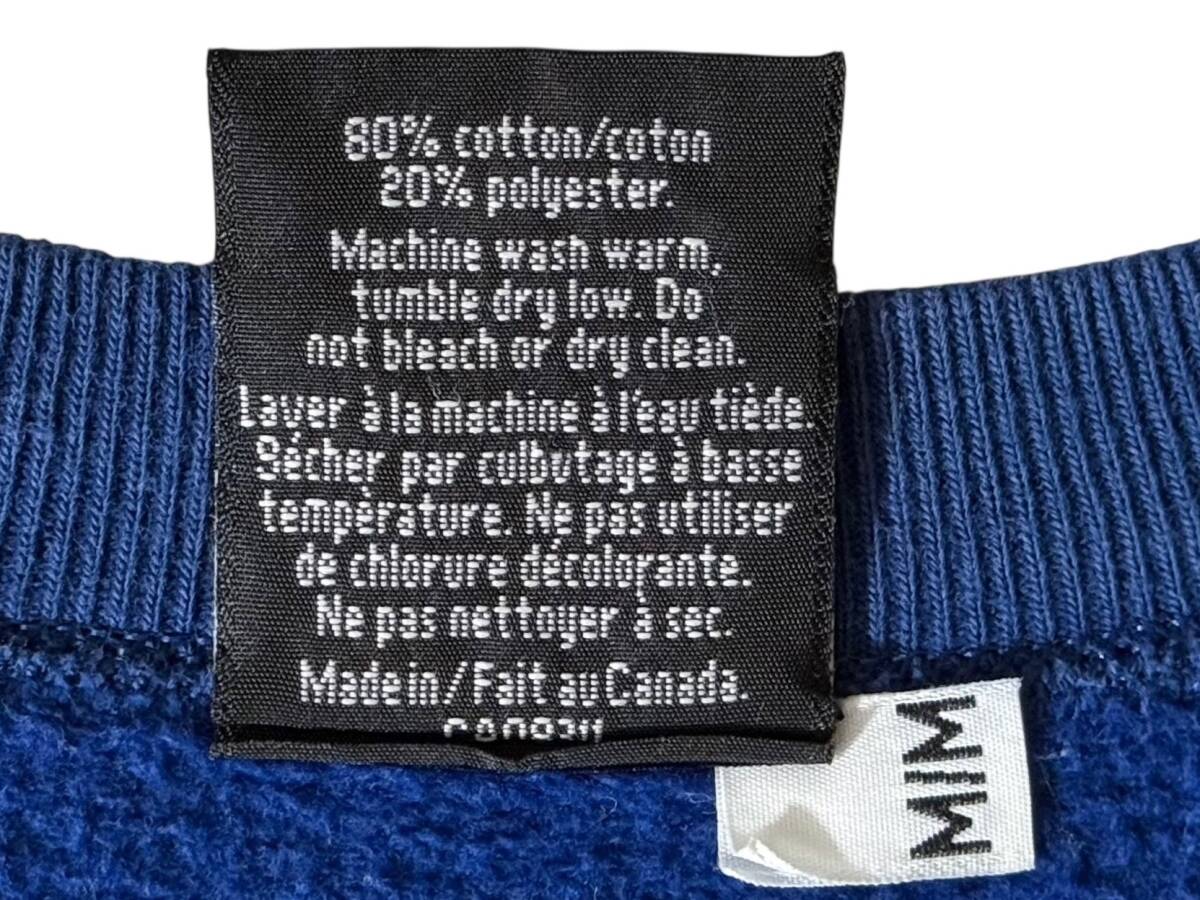 80% cotton/coton
20% polyester.
Machine wash warm,
tumble dry low. Do
not bleach or dry clean.
Laver à la machine à l'eau tiède.
Sécher par culbutage à basse
température. Ne pas utiliser
de chlorure décolorante.
Ne pas nettoyer à sec.
Made in/Fait au Canada.
MIM